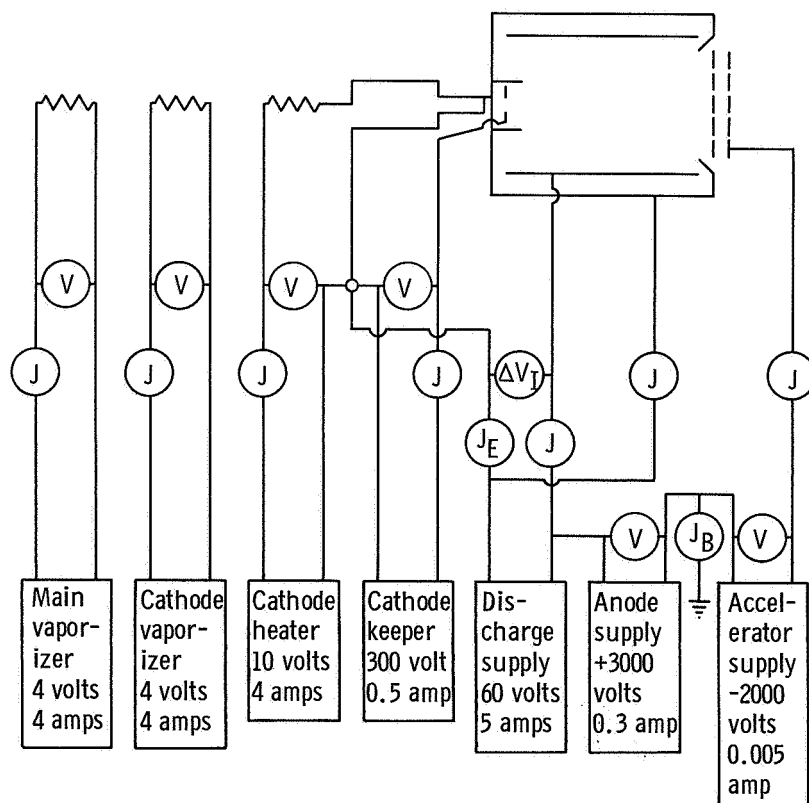 V
V
V
V
J
J
J
J
ΔV_I
J
J
J_E
J
V
J_B
V
Main
vapor-
izer
4 volts
4 amps
Cathode
vapor-
izer
4 volts
4 amps
Cathode
heater
10 volts
4 amps
Cathode
keeper
300 volt
0.5 amp
Dis-
charge
supply
60 volts
5 amps
Anode
supply
+3000
volts
0.3 amp
Accel-
erator
supply
-2000
volts
0.005
amp